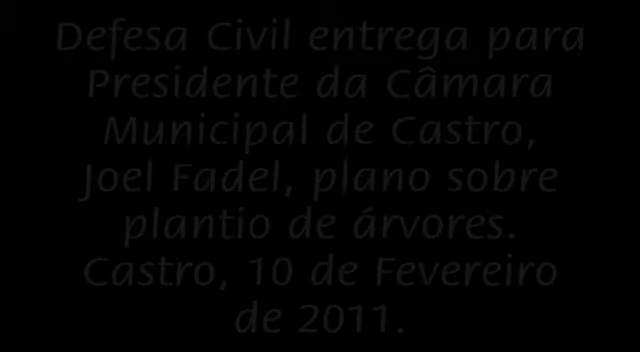 Defesa Civil entrega para
Presidente da Câmara
Municipal de Castro,
Joel Fadel, plano sobre
plantio de árvores.
Castro, 10 de Fevereiro
de 2011.